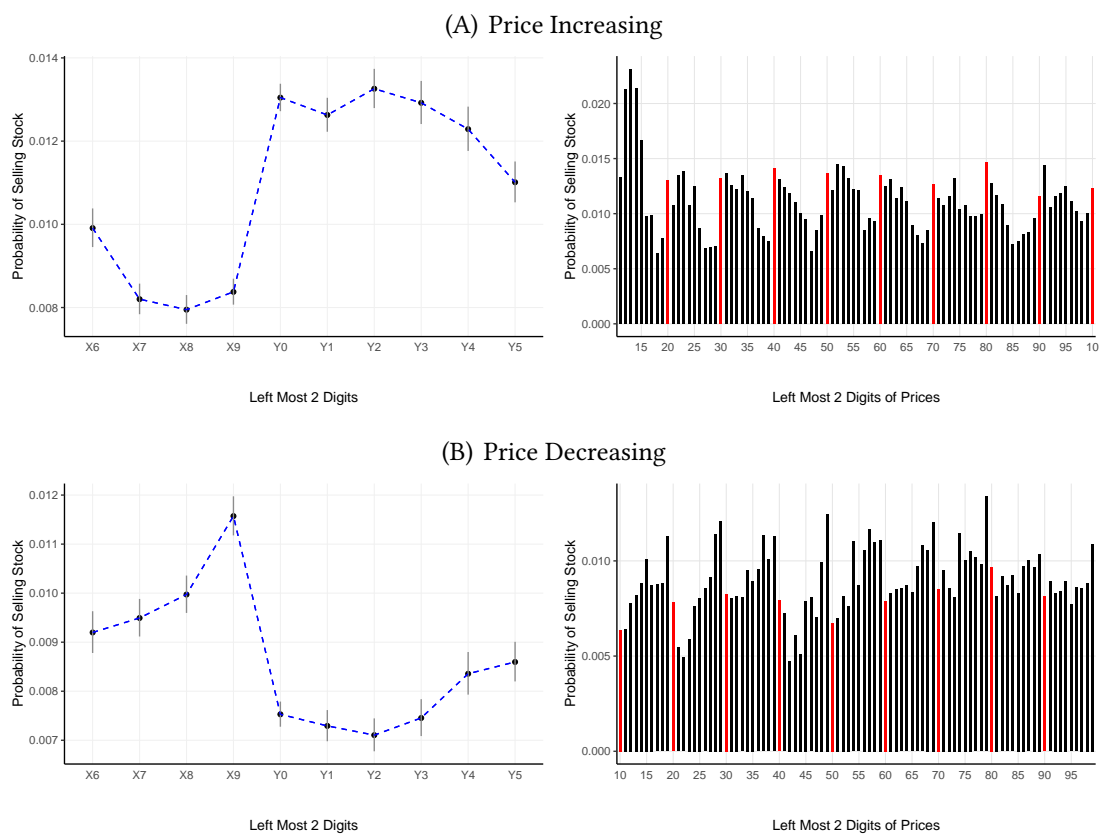 (A) Price Increasing
Probability of Selling Stock
0.014
0.012
0.010
0.008
X6 X7 X8 X9 Y0 Y1 Y2 Y3 Y4 Y5
Left Most 2 Digits
Probability of Selling Stock
0.020
0.015
0.010
0.005
0.000
15 20 25 30 35 40 45 50 55 60 65 70 75 80 85 90 95 10
Left Most 2 Digits of Prices
(B) Price Decreasing
Probability of Selling Stock
0.012
0.011
0.010
0.009
0.008
0.007
X6 X7 X8 X9 Y0 Y1 Y2 Y3 Y4 Y5
Left Most 2 Digits
Probability of Selling Stock
0.010
0.005
0.000
10 15 20 25 30 35 40 45 50 55 60 65 70 75 80 85 90 95
Left Most 2 Digits of Prices